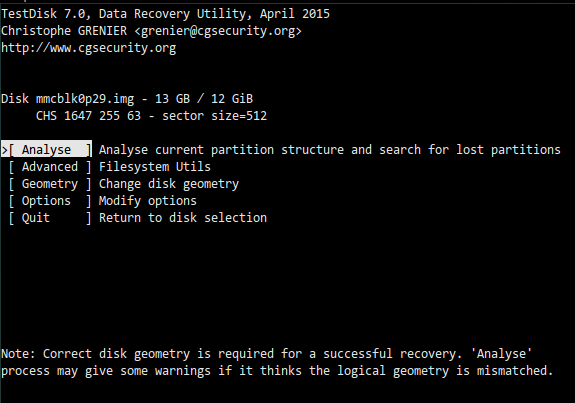 TestDisk 7.0, Data Recovery Utility, April 2015
Christophe GRENIER <grenier@cgsecurity.org>
http://www.cgsecurity.org
Disk mmcblk0p29.img - 13 GB / 12 GiB
CHS 1647 255 63 - sector size=512
>[ Analyse ] Analyse current partition structure and search for lost partitions
[ Advanced ] Filesystem Utils
[ Geometry ] Change disk geometry
[ Options ] Modify options
[ Quit ] Return to disk selection
Note: Correct disk geometry is required for a successful recovery. 'Analyse'
process may give some warnings if it thinks the logical geometry is mismatched.